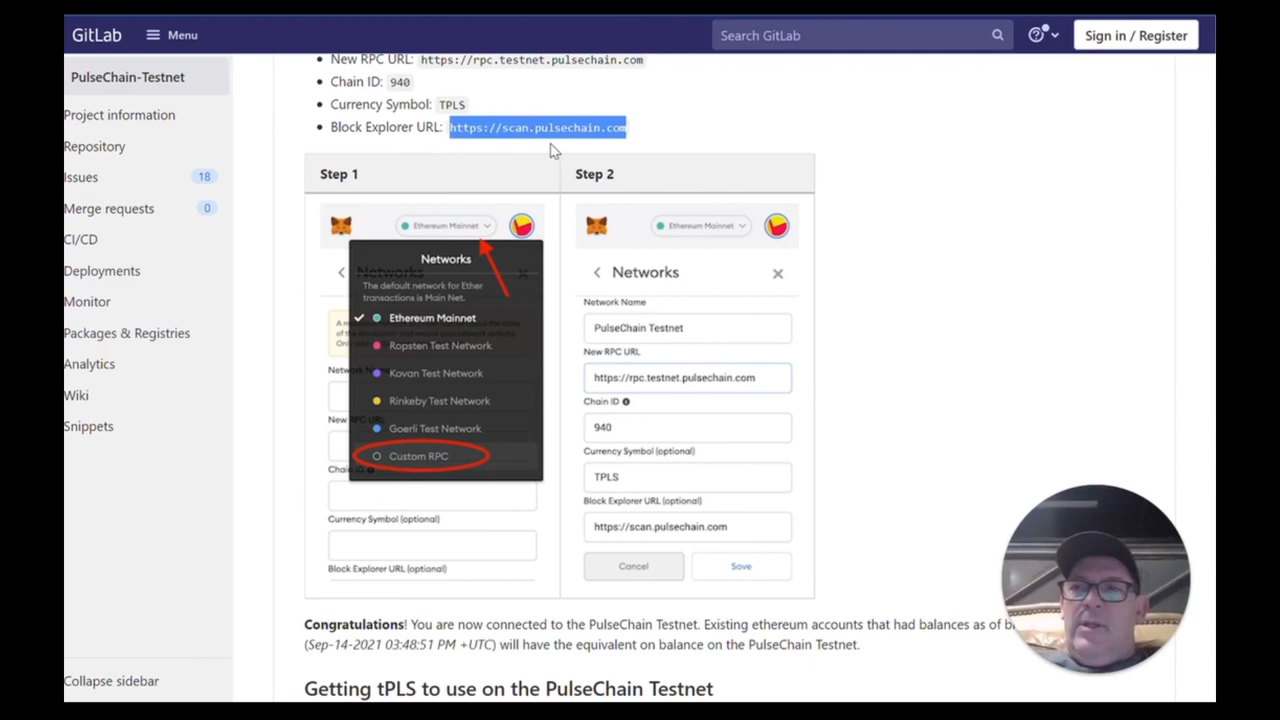 GitLab
Menu
Search GitLab
Sign in / Register
PulseChain-Testnet
Project information
Repository
Issues
18
Merge requests
0
CI/CD
Deployments
Monitor
Packages & Registries
Analytics
Wiki
Snippets
Collapse sidebar
New RPC URL: https://rpc.testnet.pulsechain.com
Chain ID: 940
Currency Symbol: TPLS
Block Explorer URL: https://scan.pulsechain.com
Step 1
Step 2
Ethereum Mainnet
Networks
Networks
The default network for Ether
transactions is Main Net.
Ethereum Mainnet
Ropsten Test Network
Kovan Test Network
Rinkeby Test Network
Goerli Test Network
Custom RPC
Chain ID
Currency Symbol (optional)
Block Explorer URL (optional)
Ethereum Mainnet
Networks
Network Name
PulseChain Testnet
New RPC URL
https://rpc.testnet.pulsechain.com
Chain ID
940
Currency Symbol (optional)
TPLS
Block Explorer URL (optional)
https://scan.pulsechain.com
Cancel
Save
Congratulations! You are now connected to the PulseChain Testnet. Existing ethereum accounts that had balances as of
(Sep-14-2021 03:48:51 PM +UTC) will have the equivalent on balance on the PulseChain Testnet.
Getting tPLS to use on the PulseChain Testnet